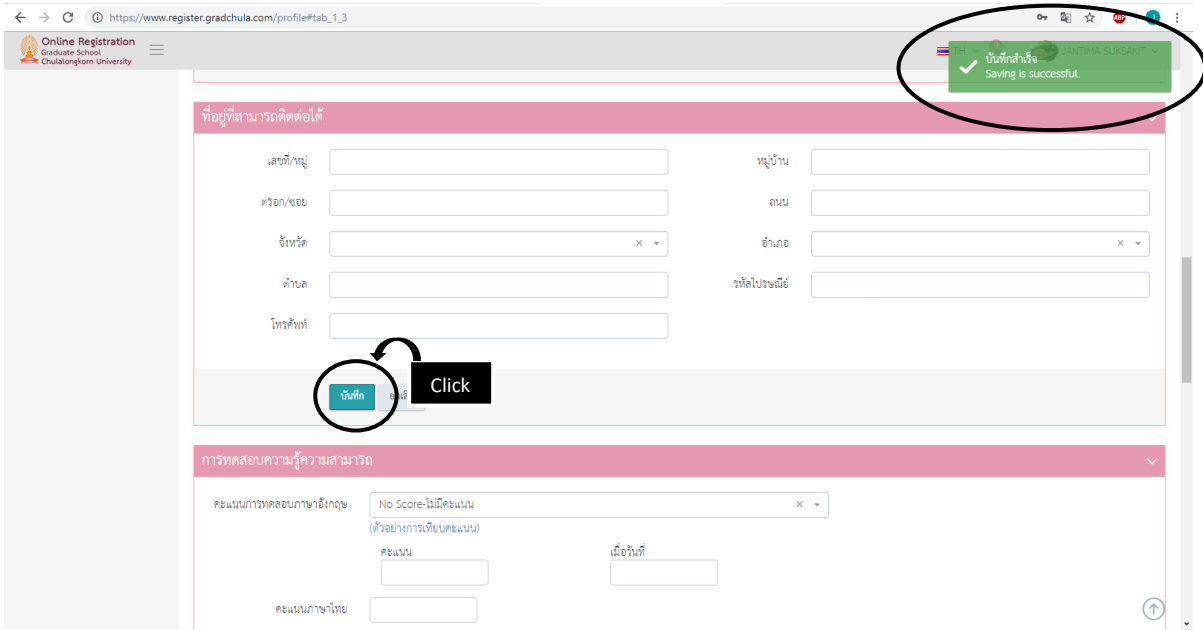 https://www.register.gradchula.com/profile#tab_1_3
ABP
Online Registration
Graduate School
Chulalongkorn University
TH
JANTIMA SUKSAKIT
บันทึกสำเร็จ
Saving is successful.
ที่อยู่ที่สามารถติดต่อได้
เลขที่/หมู่
หมู่บ้าน
ตรอก/ซอย
ถนน
จังหวัด
อำเภอ
ตำบล
รหัสไปรษณีย์
โทรศัพท์
Click
บันทึก
การทดสอบความรู้ความสามารถ
คะแนนการทดสอบภาษาอังกฤษ
No Score-ไม่มีคะแนน
(ตัวอย่างการเทียบคะแนน)
คะแนน
เมื่อวันที่
คะแนนภาษาไทย